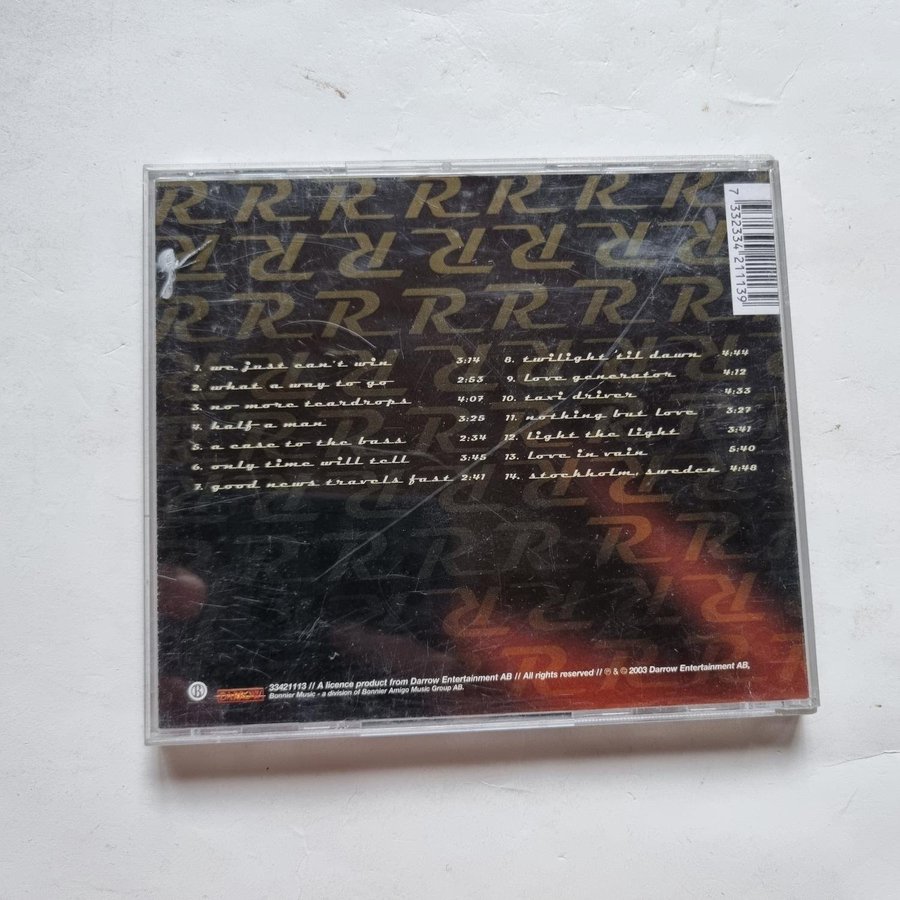 R R R R R R R R
R R R R R R R R
R R R R R R R R
7 332334 211139
1. we just can't win 3:14
2. what a way to go 2:53
3. no more teardrops 4:07
4. half a man 3:25
5. a case to the bass 2:34
6. only time will tell 3:45
7. good news travels fast 2:41
8. twilight 'til dawn 4:44
9. love generator 4:12
10. taxi driver 4:33
11. nothing but love 3:27
12. light the light 3:41
13. love in vain 5:40
14. stockholm, sweden 4:48
B
33421113 // A licence product from Darrow Entertainment AB // All rights reserved // ℗ & © 2003 Darrow Entertainment AB,
Bonnier Music - a division of Bonnier Amigo Music Group AB.